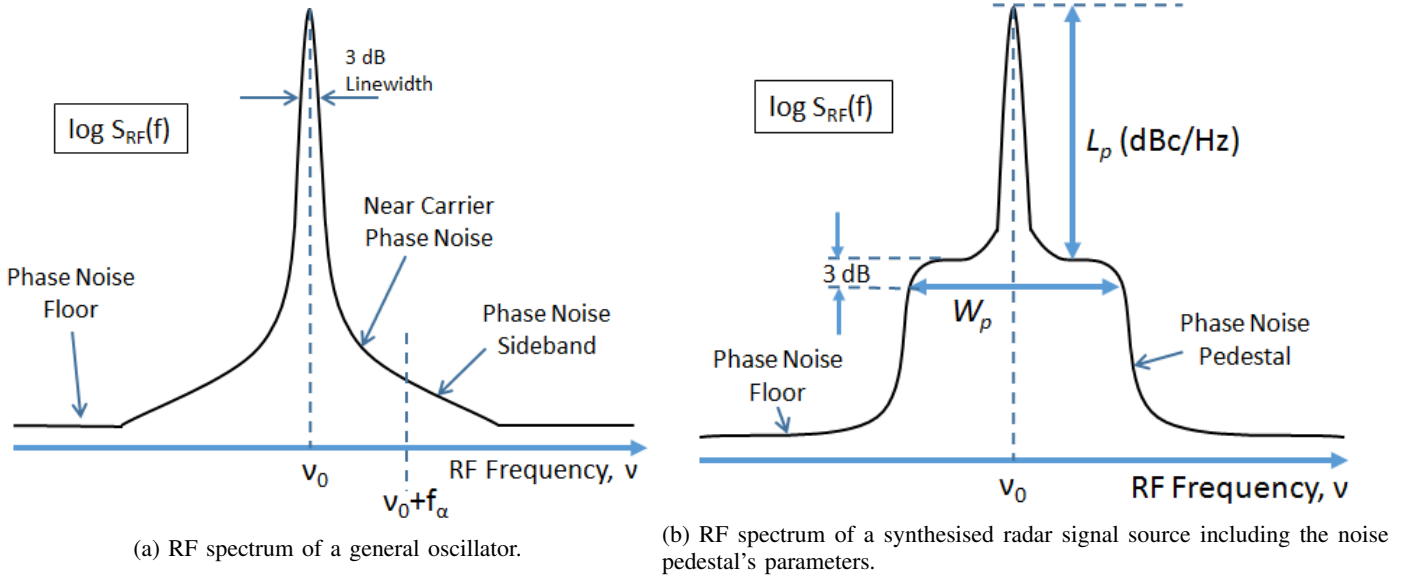 3 dB
Linewidth
log S_RF(f)
Near Carrier
Phase Noise
Phase Noise
Floor
Phase Noise
Sideband
ν₀
RF Frequency, ν
ν₀+fα
(a) RF spectrum of a general oscillator.
log S_RF(f)
Lₚ (dBc/Hz)
3 dB
Wₚ
Phase Noise
Floor
Phase Noise
Pedestal
ν₀
RF Frequency, ν
(b) RF spectrum of a synthesised radar signal source including the noise
pedestal's parameters.